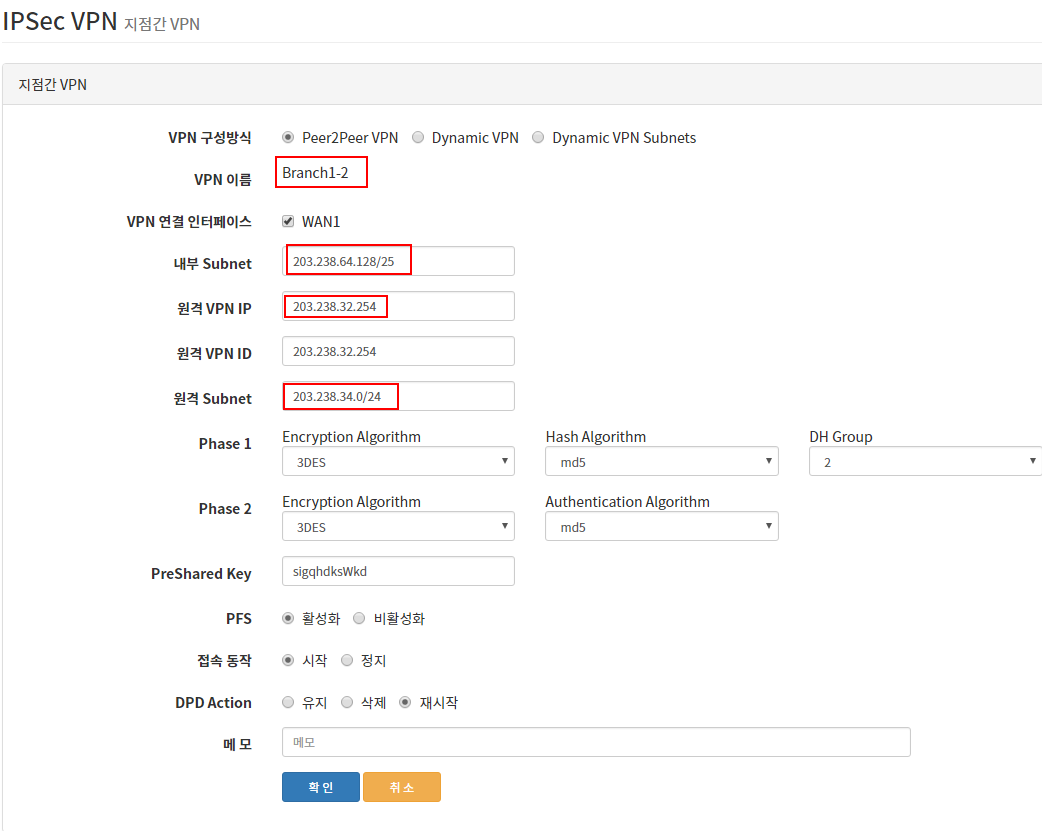 IPSec VPN 지점간 VPN
지점간 VPN
VPN 구성방식 Peer2Peer VPN Dynamic VPN Dynamic VPN Subnets
VPN 이름 Branch1-2
VPN 연결 인터페이스 WAN1
내부 Subnet 203.238.64.128/25
원격 VPN IP 203.238.32.254
원격 VPN ID 203.238.32.254
원격 Subnet 203.238.34.0/24
Phase 1 Encryption Algorithm Hash Algorithm DH Group
3DES md5 2
Phase 2 Encryption Algorithm Authentication Algorithm
3DES md5
PreShared Key sigqhdksWkd
PFS 활성화 비활성화
접속 동작 시작 정지
DPD Action 유지 삭제 재시작
메 모 메모
확 인 취 소